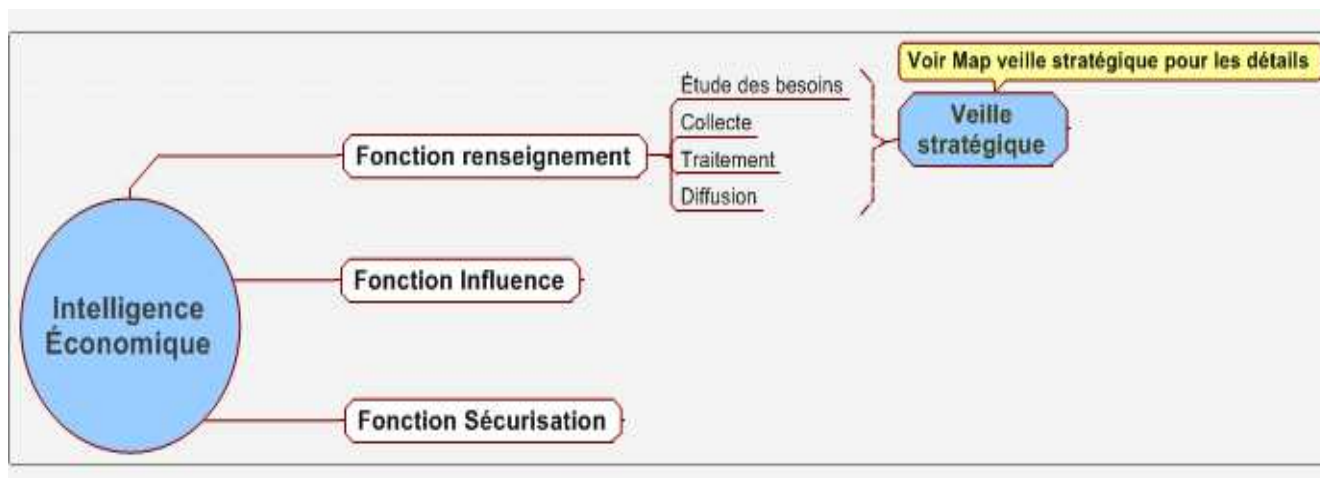 Voir Map veille stratégique pour les détails
Veille
stratégique
Étude des besoins
Collecte
Traitement
Diffusion
Fonction renseignement
Fonction Influence
Intelligence
Économique
Fonction Sécurisation